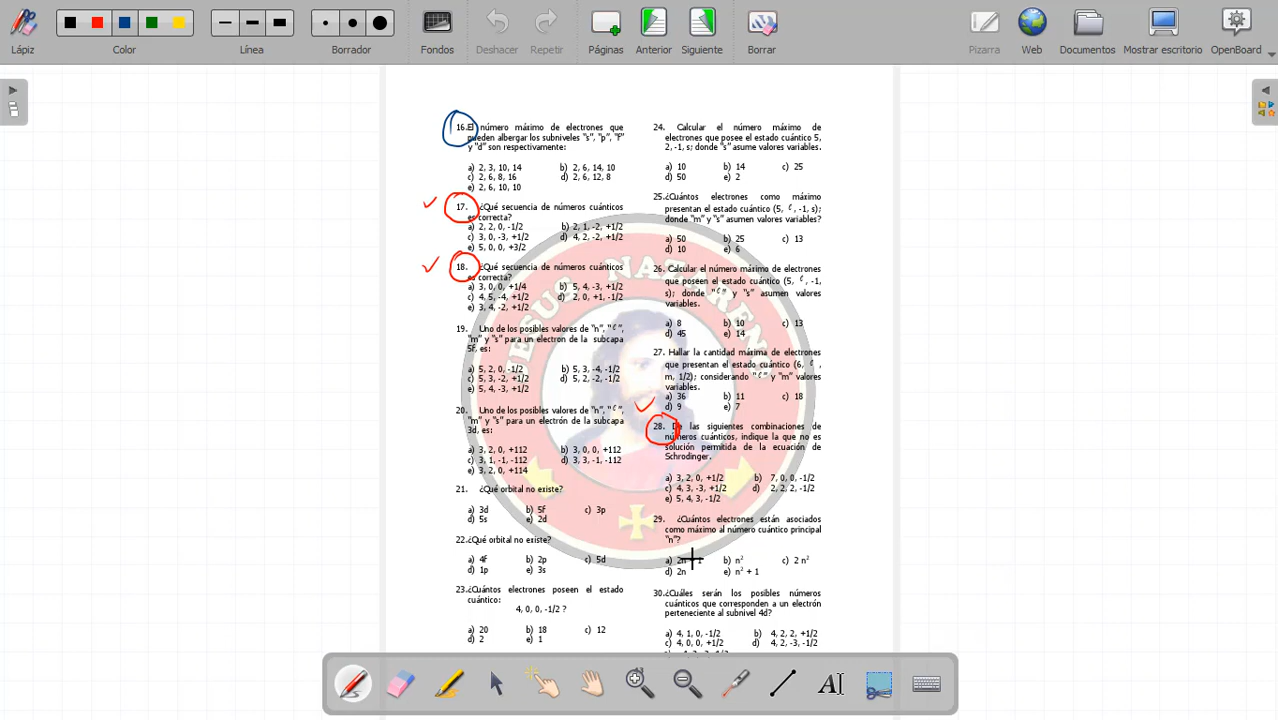 Lápiz
Color
Línea
Borrador
Fondos
Deshacer
Repetir
Páginas
Anterior
Siguiente
Borrar
Pizarra
Web
Documentos
Mostrar escritorio
OpenBoard
16. El número máximo de electrones que
pueden albergar los subniveles “s”, “p”, “f”
y “d” son respectivamente:
a) 2, 3, 10, 14 b) 2, 6, 14, 10
c) 2, 6, 8, 16 d) 2, 6, 12, 8
e) 2, 6, 10, 10
17. ¿Qué secuencia de números cuánticos
es correcta?
a) 2, 2, 0, -1/2 b) 2, 1, -2, +1/2
c) 3, 0, -3, +1/2 d) 4, 2, -2, +1/2
e) 5, 0, 0, +3/2
18. ¿Qué secuencia de números cuánticos
es correcta?
a) 3, 0, 0, +1/4 b) 5, 4, -3, +1/2
c) 4, 5, -4, +1/2 d) 2, 0, +1, -1/2
e) 3, 4, -2, +1/2
19. Uno de los posibles valores de “n”, “ℓ”,
“m” y “s” para un electron de la subcapa
5f, es:
a) 5, 2, 0, -1/2 b) 5, 3, -4, -1/2
c) 5, 3, -2, +1/2 d) 5, 2, -2, -1/2
e) 5, 4, -3, +1/2
20. Uno de los posibles valores de “n”, “ℓ”,
“m” y “s” para un electrón de la subcapa
3d, es:
a) 3, 2, 0, +112 b) 3, 0, 0, +112
c) 3, 1, -1, -112 d) 3, 3, -1, -112
e) 3, 2, 0, +114
21. ¿Qué orbital no existe?
a) 3d b) 5f c) 3p
d) 5s e) 2d
22.¿Qué orbital no existe?
a) 4f b) 2p c) 5d
d) 1p e) 3s
23.¿Cuántos electrones poseen el estado
cuántico:
4, 0, 0, -1/2 ?
a) 20 b) 18 c) 12
d) 2 e) 1
24. Calcular el número máximo de
electrones que posee el estado cuántico 5,
2, -1, s; donde “s” asume valores variables.
a) 10 b) 14 c) 25
d) 50 e) 2
25.¿Cuántos electrones como máximo
presentan el estado cuántico (5, ℓ, -1, s);
donde “m” y “s” asumen valores variables?
a) 50 b) 25 c) 13
d) 10 e) 6
26. Calcular el número máximo de electrones
que poseen el estado cuántico (5, ℓ, -1,
s); donde “ℓ” y “s” asumen valores
variables.
a) 8 b) 10 c) 13
d) 45 e) 14
27. Hallar la cantidad máxima de electrones
que presentan el estado cuántico (6, ℓ,
m, 1/2); considerando “ℓ” y “m” valores
variables.
a) 36 b) 11 c) 18
d) 9 e) 7
28. De las siguientes combinaciones de
números cuánticos, indique la que no es
solución permitida de la ecuación de
Schrodinger.
a) 3, 2, 0, +1/2 b) 7, 0, 0, -1/2
c) 4, 3, -3, +1/2 d) 2, 2, 2, -1/2
e) 5, 4, 3, -1/2
29. ¿Cuántos electrones están asociados
como máximo al número cuántico principal
“n”?
a) 2n + 1 b) n² c) 2 n²
d) 2n e) n² + 1
30.¿Cuáles serán los posibles números
cuánticos que corresponden a un electrón
perteneciente al subnivel 4d?
a) 4, 1, 0, -1/2 b) 4, 2, 2, +1/2
c) 4, 0, 0, +1/2 d) 4, 2, -3, -1/2
JESUS NAZARENO